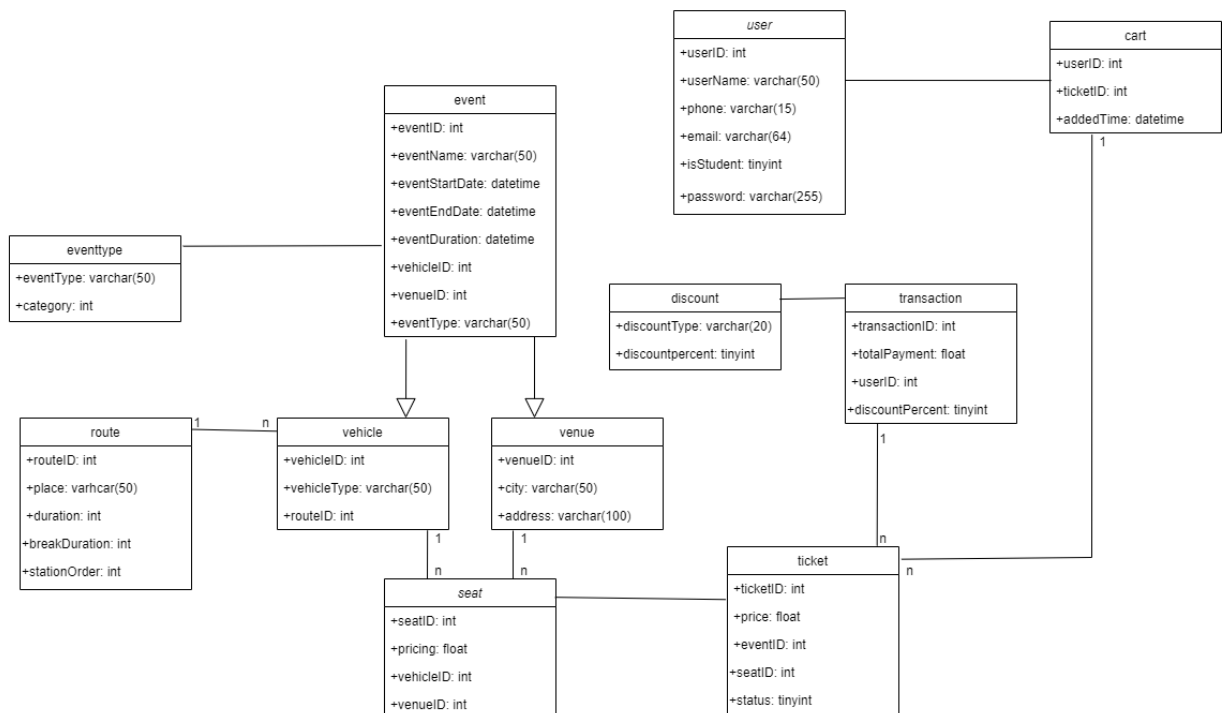 user
+userID: int
+userName: varchar(50)
+phone: varchar(15)
+email: varchar(64)
+isStudent: tinyint
+password: varchar(255)
cart
+userID: int
+ticketID: int
+addedTime: datetime
1
event
+eventID: int
+eventName: varchar(50)
+eventStartDate: datetime
+eventEndDate: datetime
+eventDuration: datetime
+vehicleID: int
+venueID: int
+eventType: varchar(50)
eventtype
+eventType: varchar(50)
+category: int
discount
+discountType: varchar(20)
+discountpercent: tinyint
transaction
+transactionID: int
+totalPayment: float
+userID: int
+discountPercent: tinyint
1
n
route
+routeID: int
+place: varhcar(50)
+duration: int
+breakDuration: int
+stationOrder: int
1
n
vehicle
+vehicleID: int
+vehicleType: varchar(50)
+routeID: int
1
n
venue
+venueID: int
+city: varchar(50)
+address: varchar(100)
1
n
seat
+seatID: int
+pricing: float
+vehicleID: int
+venueID: int
ticket
n
+ticketID: int
+price: float
+eventID: int
+seatID: int
+status: tinyint